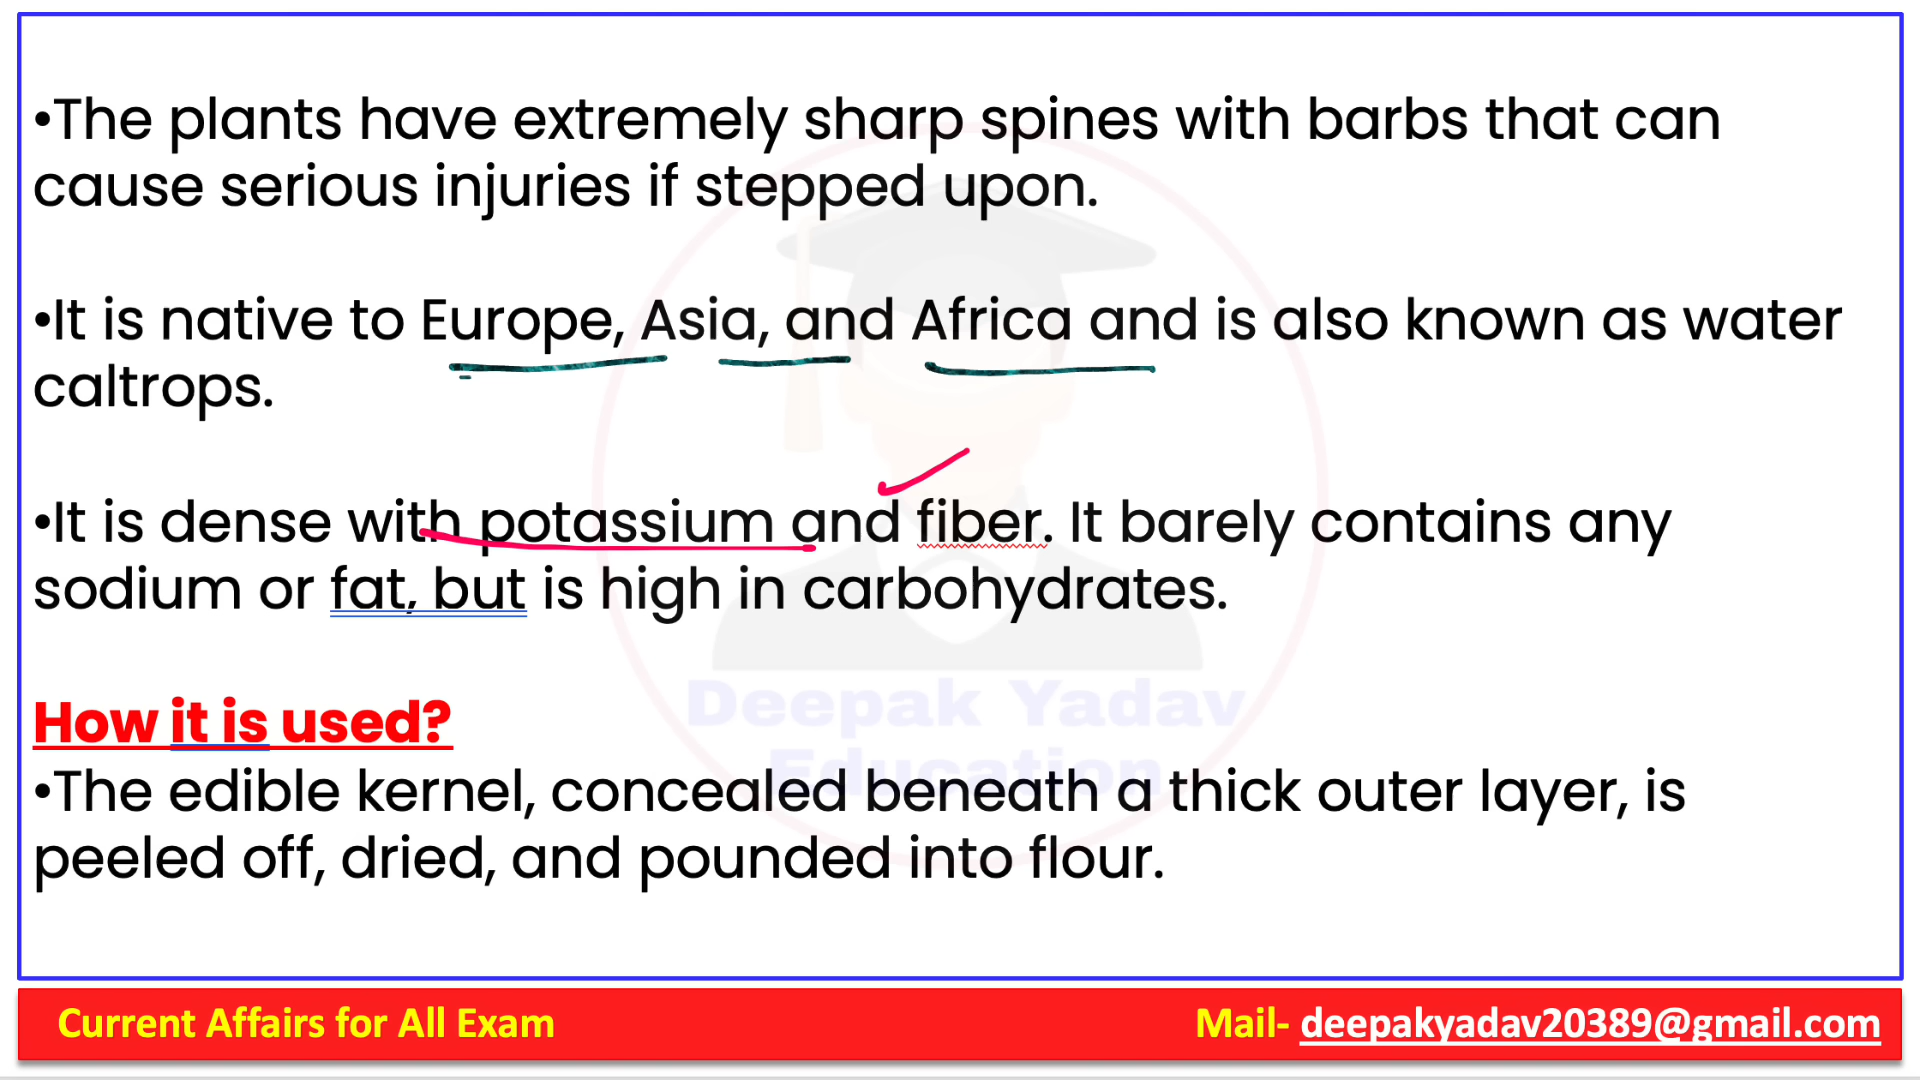 •The plants have extremely sharp spines with barbs that can
cause serious injuries if stepped upon.
•It is native to Europe, Asia, and Africa and is also known as water
caltrops.
•It is dense with potassium and fiber. It barely contains any
sodium or fat, but is high in carbohydrates.
Deepak Yadav
How it is used?
Education
•The edible kernel, concealed beneath a thick outer layer, is
peeled off, dried, and pounded into flour.
Current Affairs for All Exam
Mail- deepakyadav20389@gmail.com